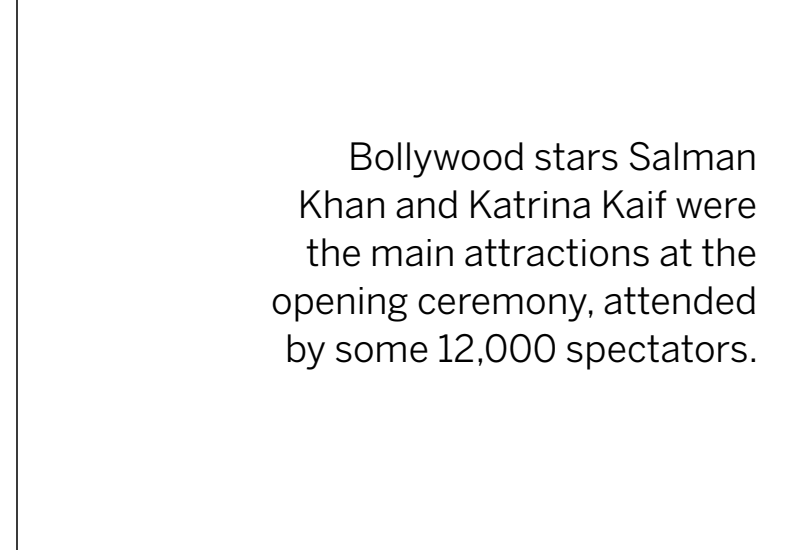 Bollywood stars Salman
Khan and Katrina Kaif were
the main attractions at the
opening ceremony, attended
by some 12,000 spectators.